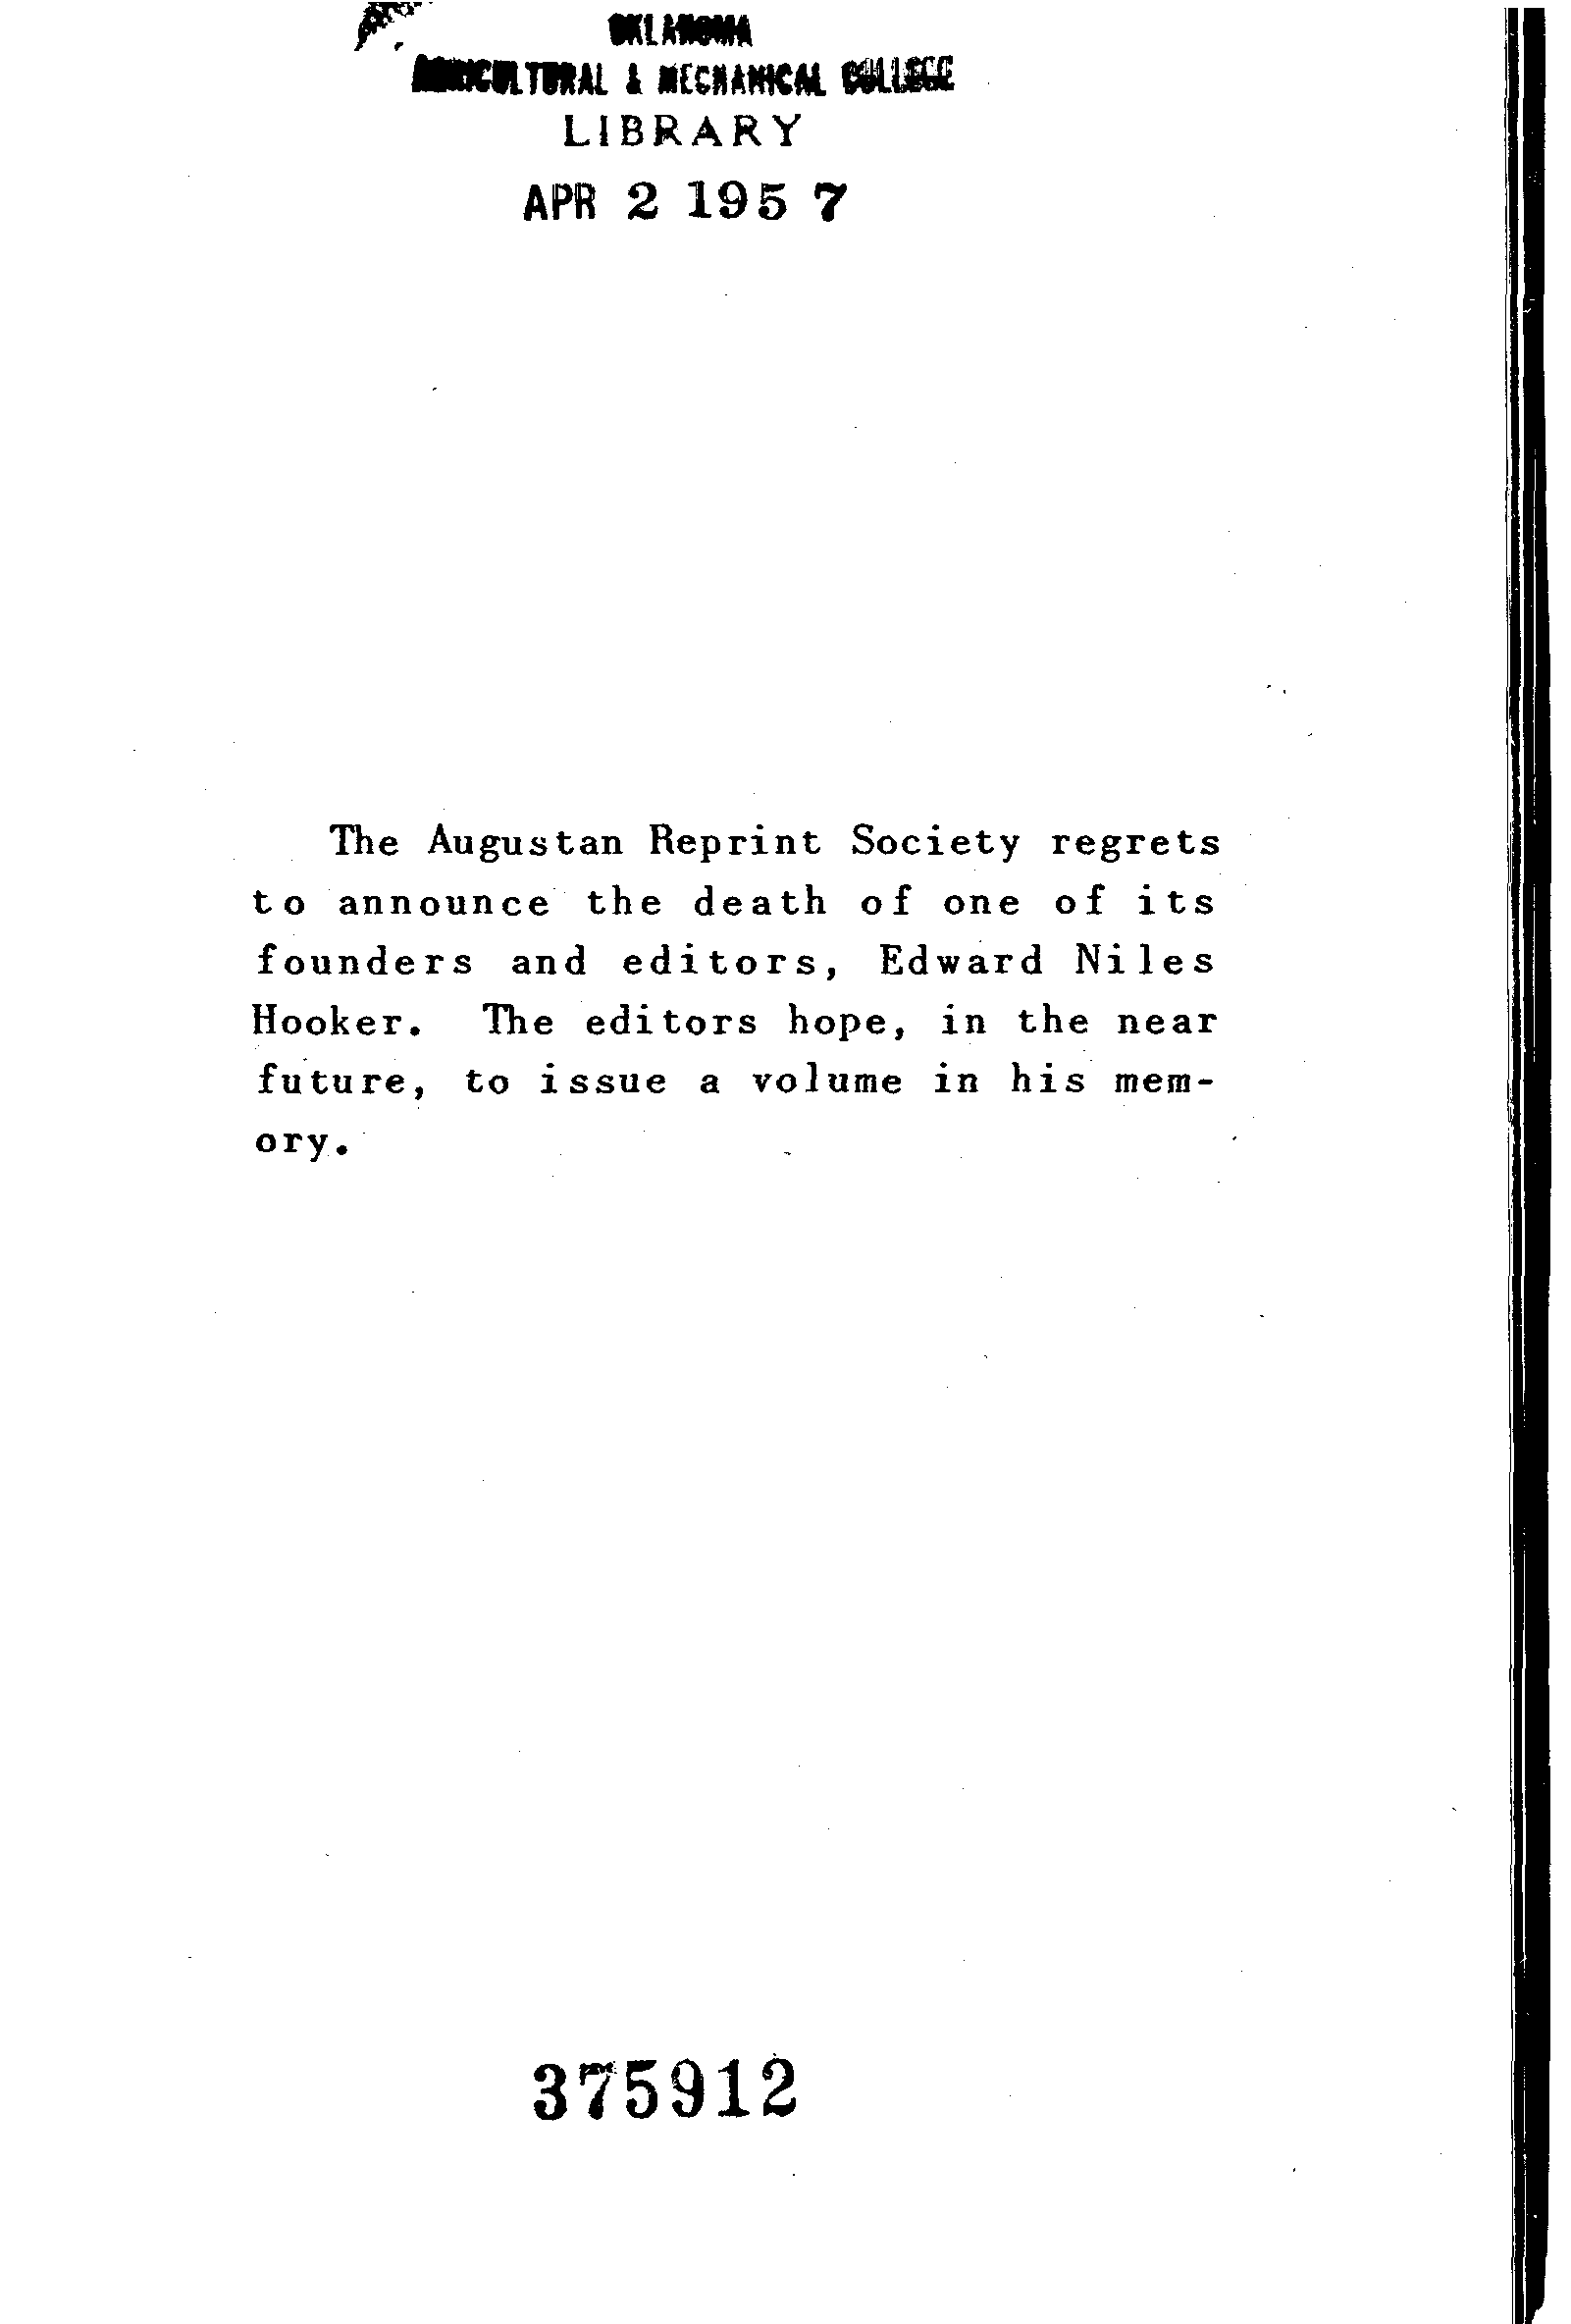 OKLAHOMA
AGRICULTURAL & MECHANICAL COLLEGE
LIBRARY
APR 2 1957
The Augustan Reprint Society regrets
to announce the death of one of its
founders and editors, Edward Niles
Hooker. The editors hope, in the near
future, to issue a volume in his mem-
ory.
375912